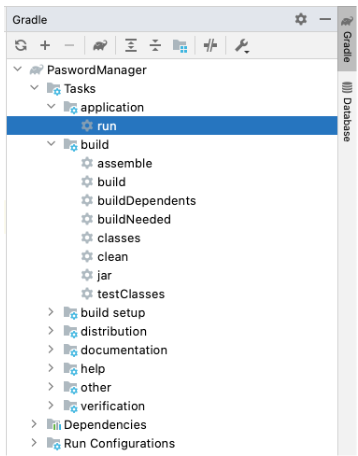 Gradle
PaswordManager
Tasks
application
run
build
assemble
build
buildDependents
buildNeeded
classes
clean
jar
testClasses
build setup
distribution
documentation
help
other
verification
Dependencies
Run Configurations
Gradle
Database